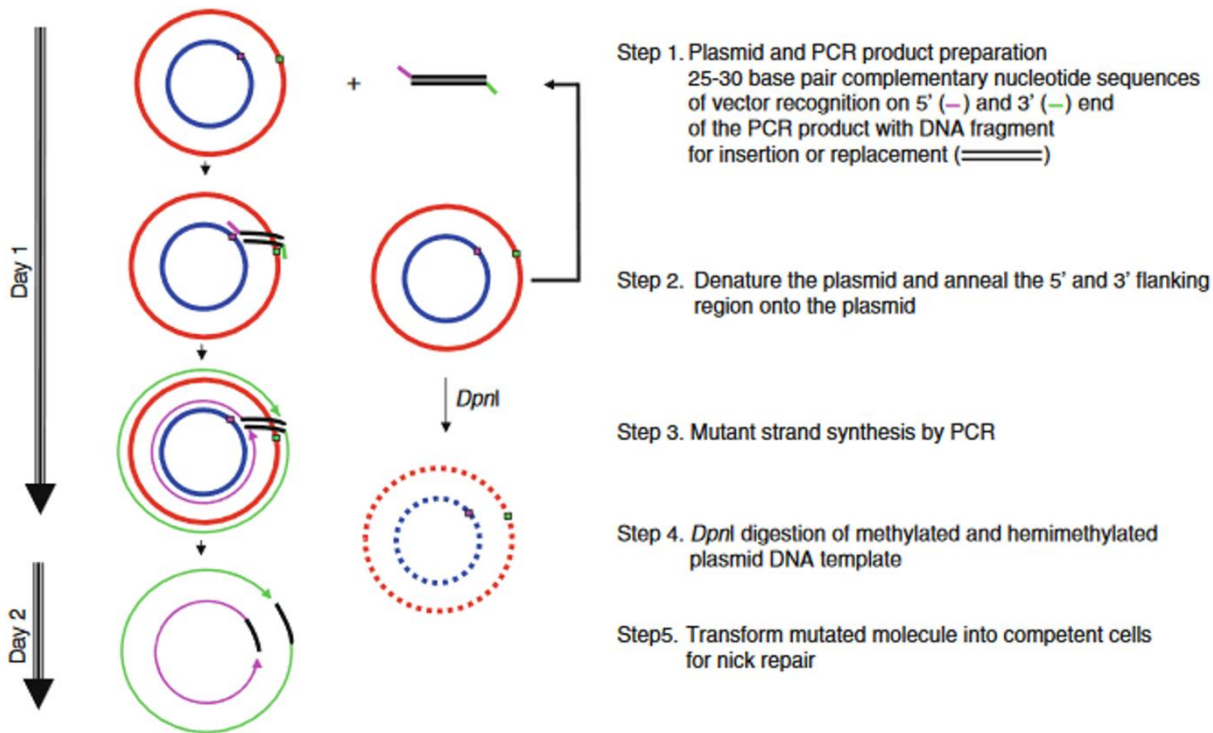 Day 1
Day 2
+
DpnI
Step 1. Plasmid and PCR product preparation
25-30 base pair complementary nucleotide sequences
of vector recognition on 5' (–) and 3' (–) end
of the PCR product with DNA fragment
for insertion or replacement (═)
Step 2. Denature the plasmid and anneal the 5' and 3' flanking
region onto the plasmid
Step 3. Mutant strand synthesis by PCR
Step 4. DpnI digestion of methylated and hemimethylated
plasmid DNA template
Step5. Transform mutated molecule into competent cells
for nick repair